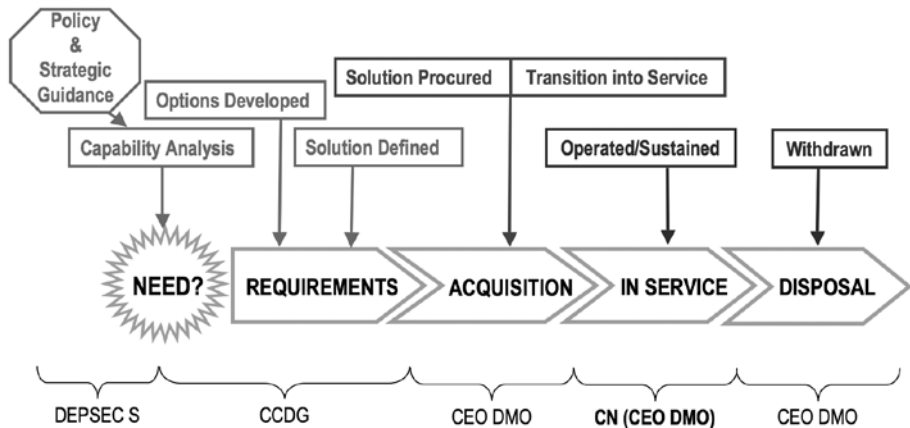 Policy
&
Strategic
Guidance
Solution Procured
Transition into Service
Options Developed
Capability Analysis
Solution Defined
Operated/Sustained
Withdrawn
NEED?
REQUIREMENTS
ACQUISITION
IN SERVICE
DISPOSAL
DEPSEC S
CCDG
CEO DMO
CN (CEO DMO)
CEO DMO